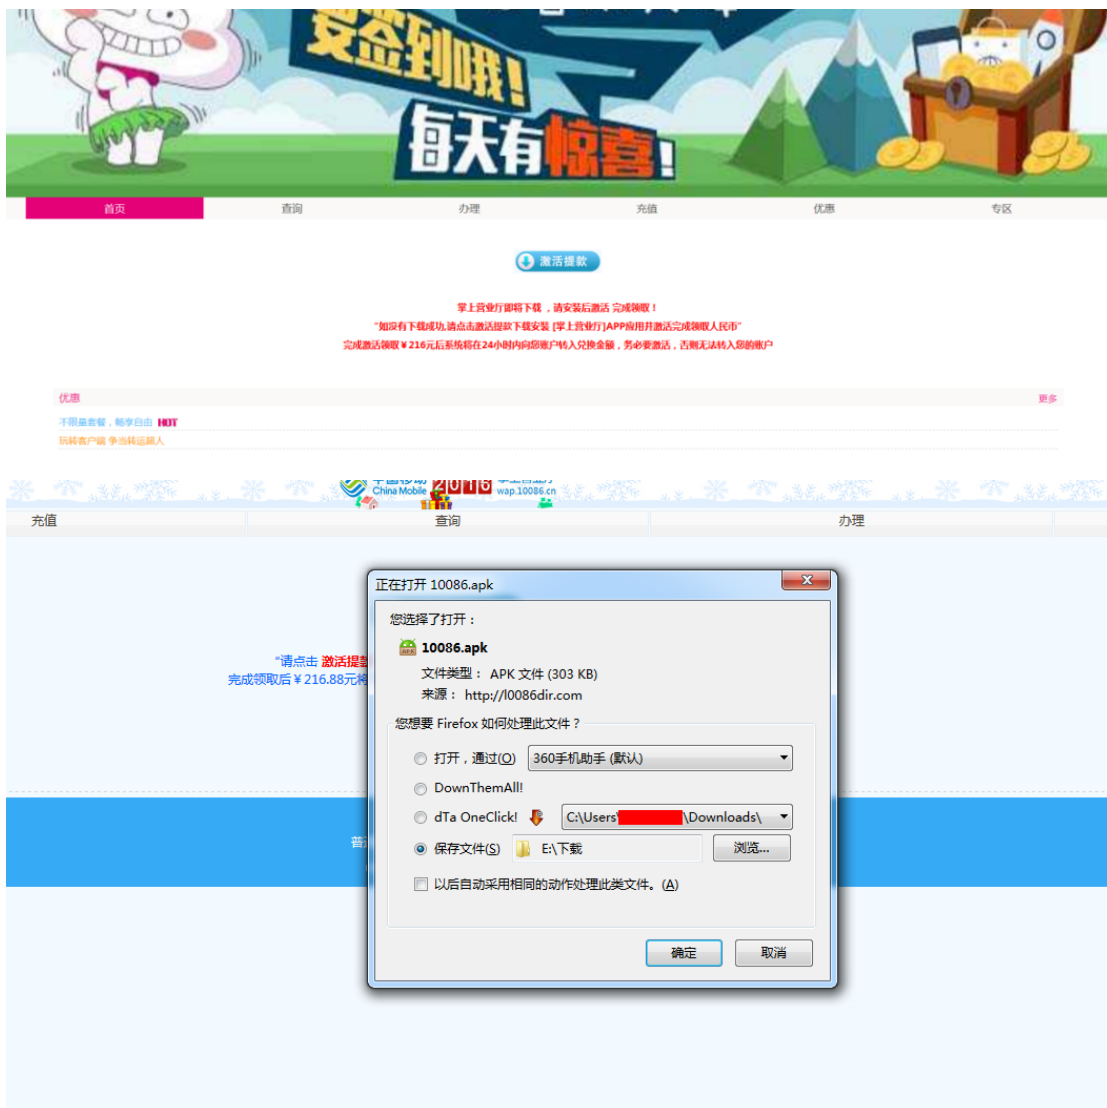 要签到哦!
每天有惊喜!
首页 查询 办理 充值 优惠 专区
激活提款
掌上营业厅即将下载，请安装后激活 完成领取！
"如没有下载成功,请点击激活提款下载安装 [掌上营业厅]APP应用并激活完成领取人民币"
完成激活领取￥216元后系统将在24小时内向您账户转入兑换金额，务必要激活，否则无法转入您的账户
优惠 更多
不限量套餐，畅享自由 HOT
玩转客户端 争当转运超人
China Mobile 2016 wap.10086.cn
充值 查询 办理
"请点击 激活提款
完成领取后￥216.88元将
普通
正在打开 10086.apk
您选择了打开：
10086.apk
文件类型： APK 文件 (303 KB)
来源： http://l0086dir.com
您想要 Firefox 如何处理此文件？
打开，通过(O) 360手机助手 (默认)
DownThemAll!
dTa OneClick! C:\Users\ \Downloads\
保存文件(S) E:\下载 浏览...
以后自动采用相同的动作处理此类文件。(A)
确定 取消